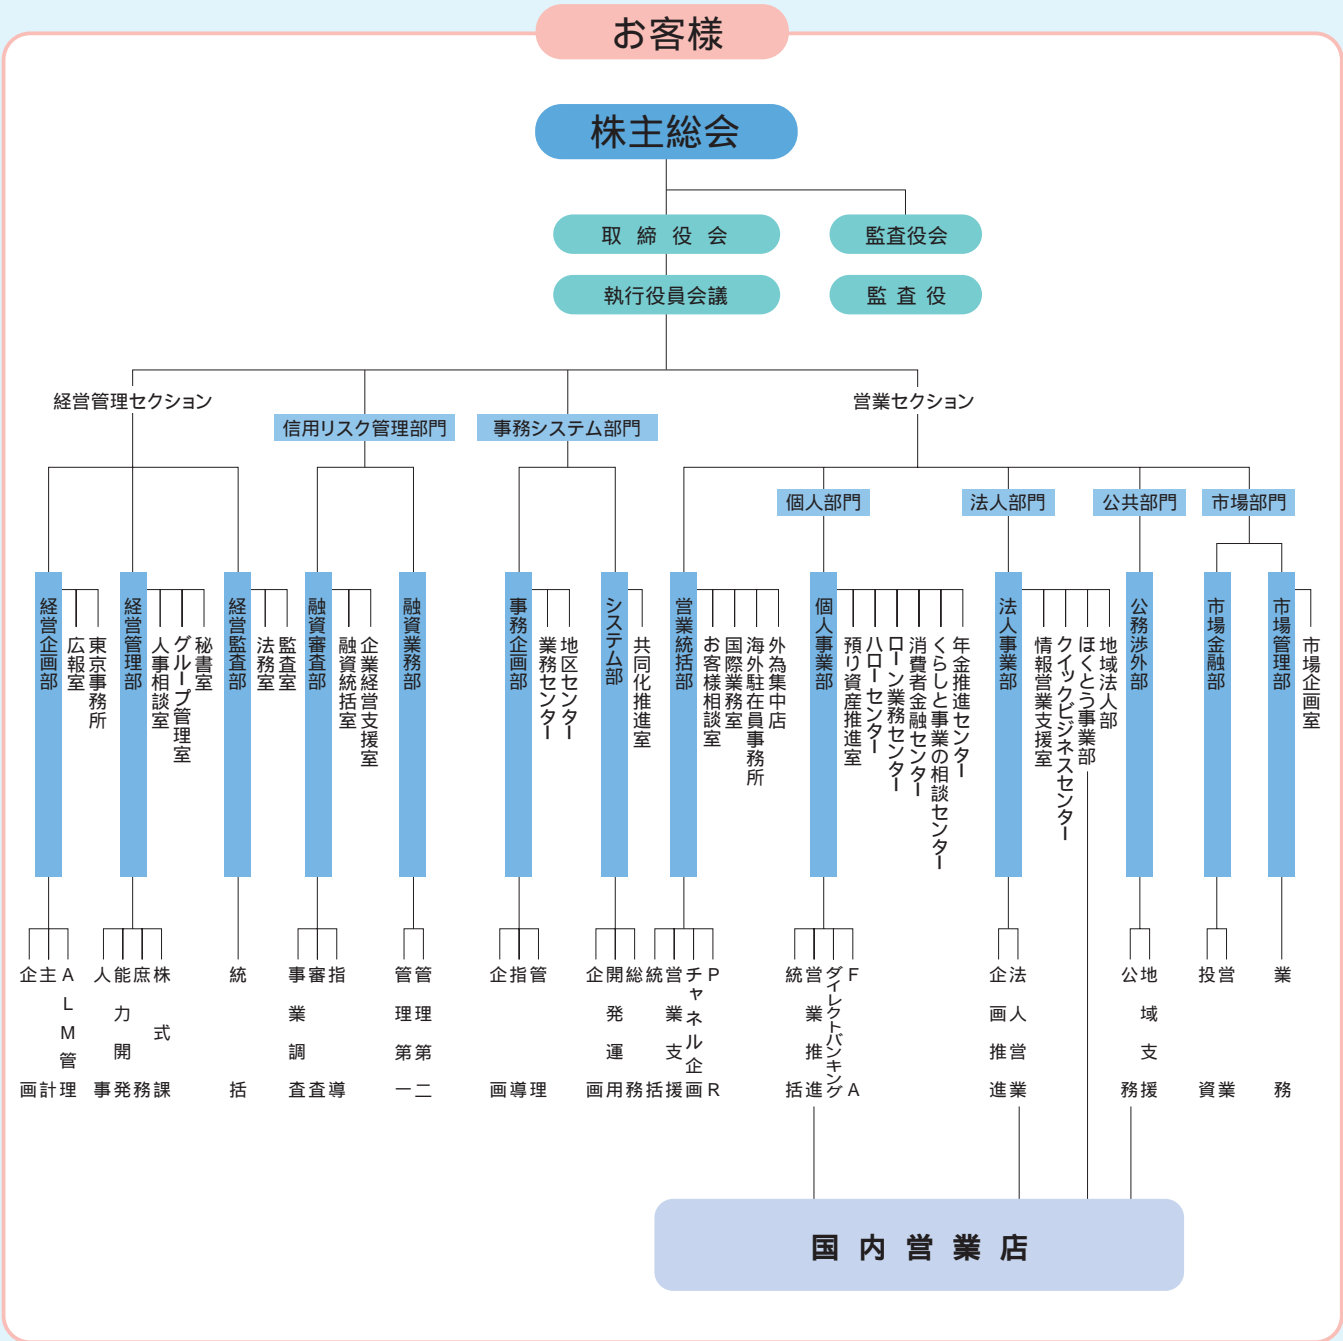 お客様
株主総会
取締役会
監査役会
執行役員会議
監査役
経営管理セクション
営業セクション
信用リスク管理部門
事務システム部門
個人部門
法人部門
公共部門
市場部門
経営企画部
広報室
東京事務所
経営管理部
人事相談室
グループ管理室
秘書室
経営監査部
法務室
監査室
融資審査部
融資統括室
企業経営支援室
融資業務部
事務企画部
業務センター
地区センター
システム部
共同化推進室
営業統括部
お客様相談室
国際業務室
海外駐在員事務所
外為集中店
個人事業部
預り資産推進室
ハローセンター
ローン業務センター
消費者金融センター
くらしと事業の相談センター
年金推進センター
法人事業部
情報営業支援室
クイックビジネスセンター
ほくとう事業部
地域法人部
公務渉外部
市場金融部
市場管理部
市場企画室
企画
主計
ALM管理
人事
能力開発
庶務
株式課
統括
事業調査
審査
指導
管理第一
管理第二
企画
指導
管理
企画
開発運用
総務
統括
営業支援
チャネル企画
PR
統括
営業推進
ダイレクトバンキング
FA
企画推進
法人営業
公務
地域支援
投資
営業
業務
国内営業店